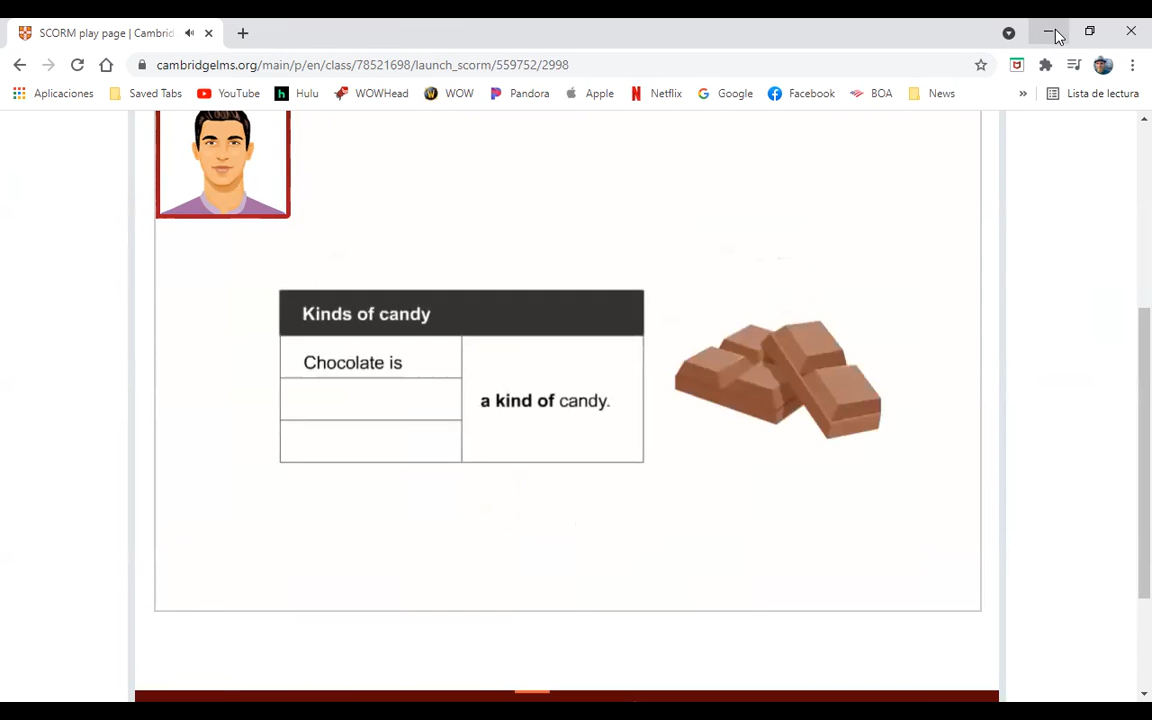 SCORM play page | Cambrid
cambridgelms.org/main/p/en/class/78521698/launch_scorm/559752/2998
Aplicaciones Saved Tabs YouTube Hulu WOWHead WOW Pandora Apple Netflix Google Facebook BOA News » Lista de lectura
Kinds of candy
Chocolate is
a kind of candy.